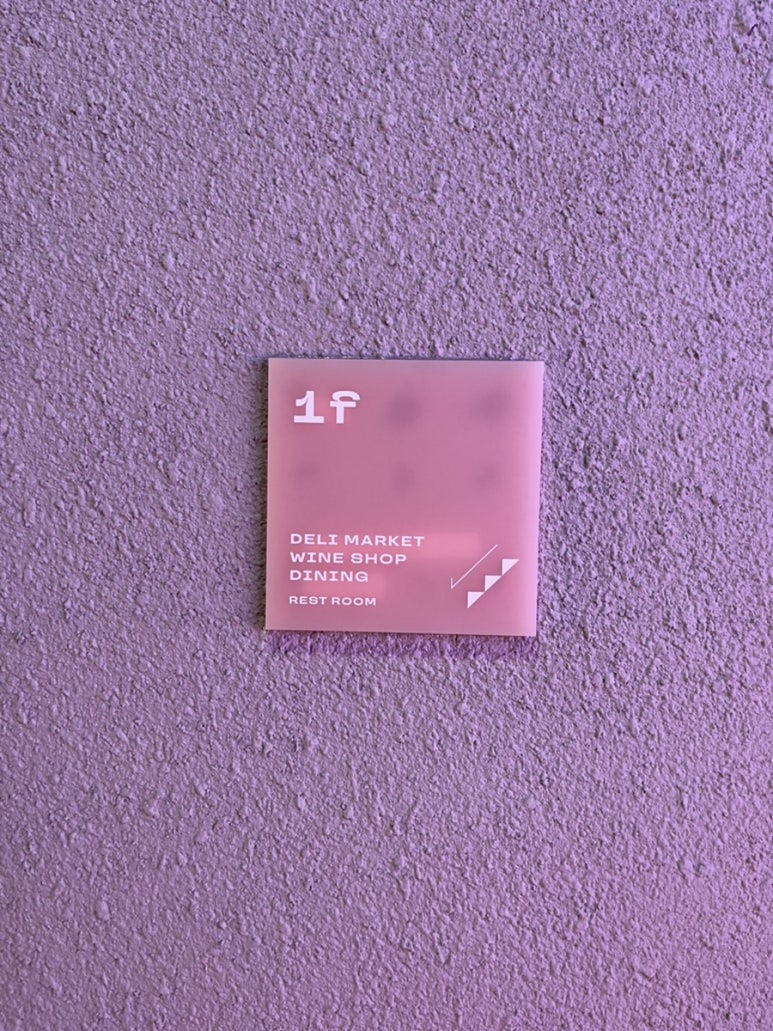 1f
DELI MARKET
WINE SHOP
DINING
REST ROOM